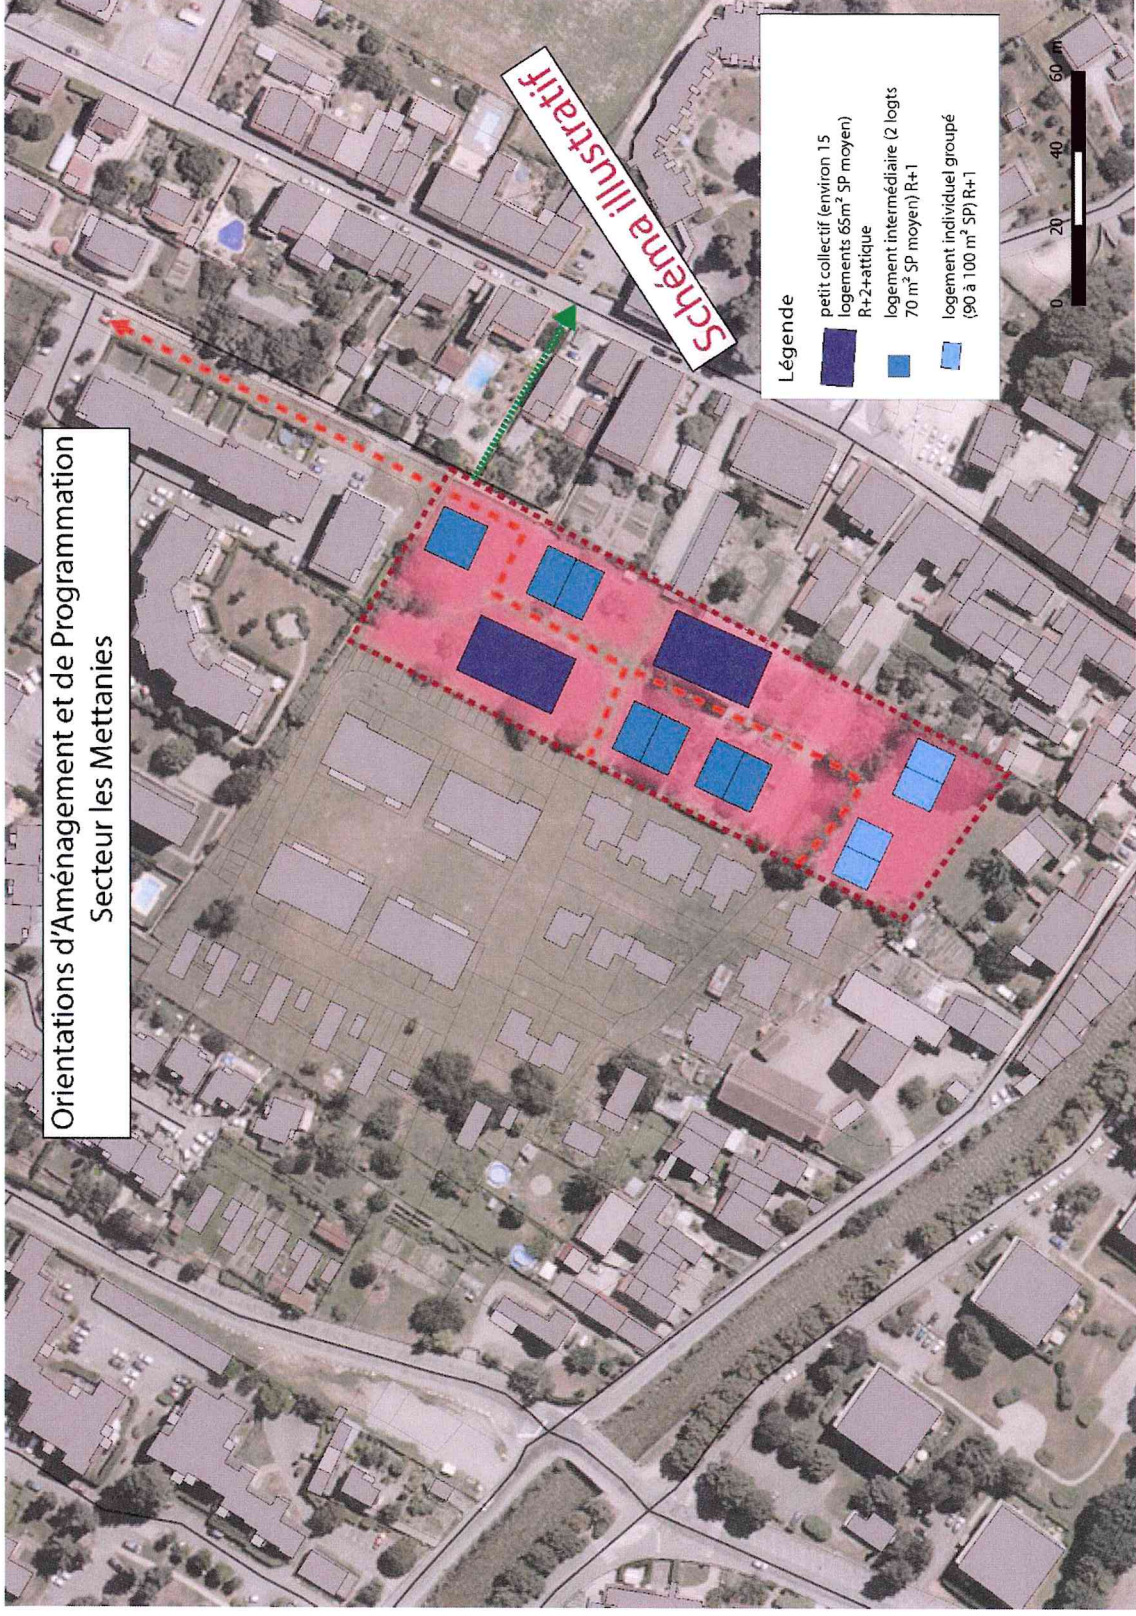 Orientations d'Aménagement et de Programmation
Secteur les Mettanies
Schéma illustratif
Légende
petit collectif (environ 15
logements 65m² SP moyen)
R+2+attique
logement intermédiaire (2 logts
70 m² SP moyen) R+1
logement individuel groupé
(90 à 100 m² SP) R+1
0 20 40 60 m